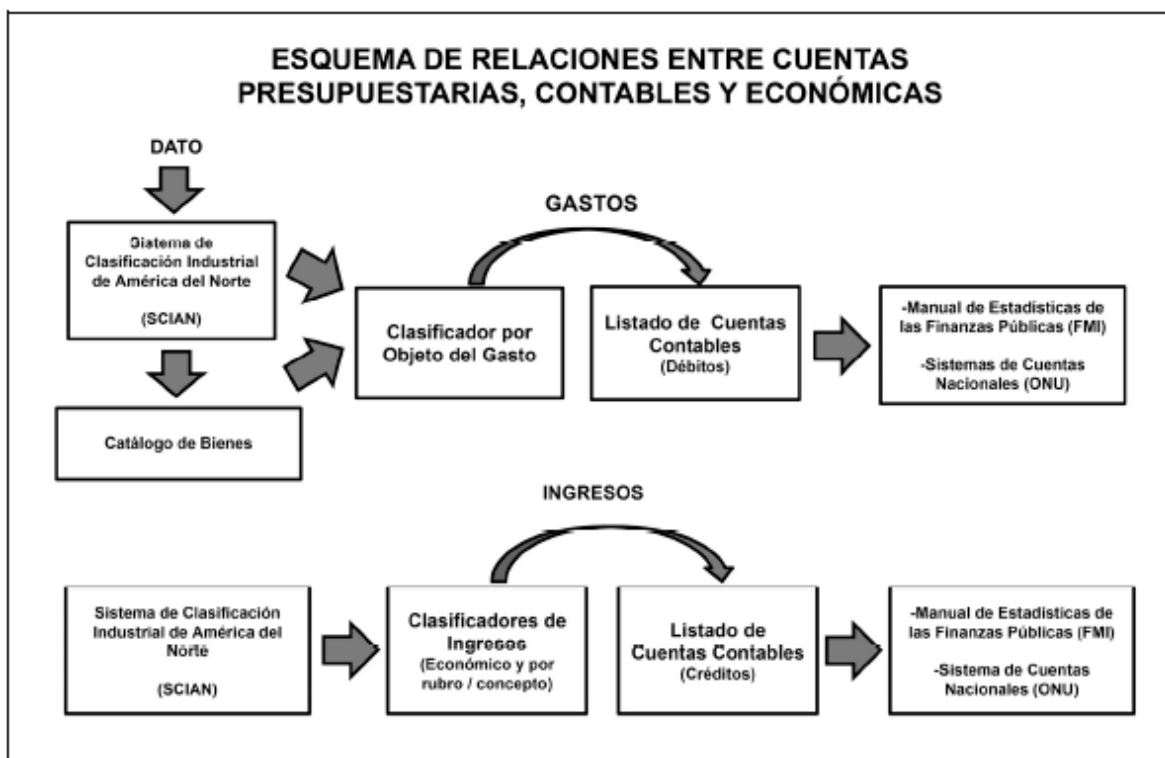 ESQUEMA DE RELACIONES ENTRE CUENTAS
PRESUPUESTARIAS, CONTABLES Y ECONÓMICAS
DATO
Sistema de
Clasificación Industrial
de América del Norte
(SCIAN)
Catálogo de Bienes
GASTOS
Clasificador por
Objeto del Gasto
Listado de Cuentas
Contables
(Débitos)
-Manual de Estadísticas de
las Finanzas Públicas (FMI)
-Sistemas de Cuentas
Nacionales (ONU)
INGRESOS
Sistema de Clasificación
Industrial de América del
Norte
(SCIAN)
Clasificadores de
Ingresos
(Económico y por
rubro / concepto)
Listado de
Cuentas Contables
(Créditos)
-Manual de Estadísticas de
las Finanzas Públicas (FMI)
-Sistema de Cuentas
Nacionales (ONU)